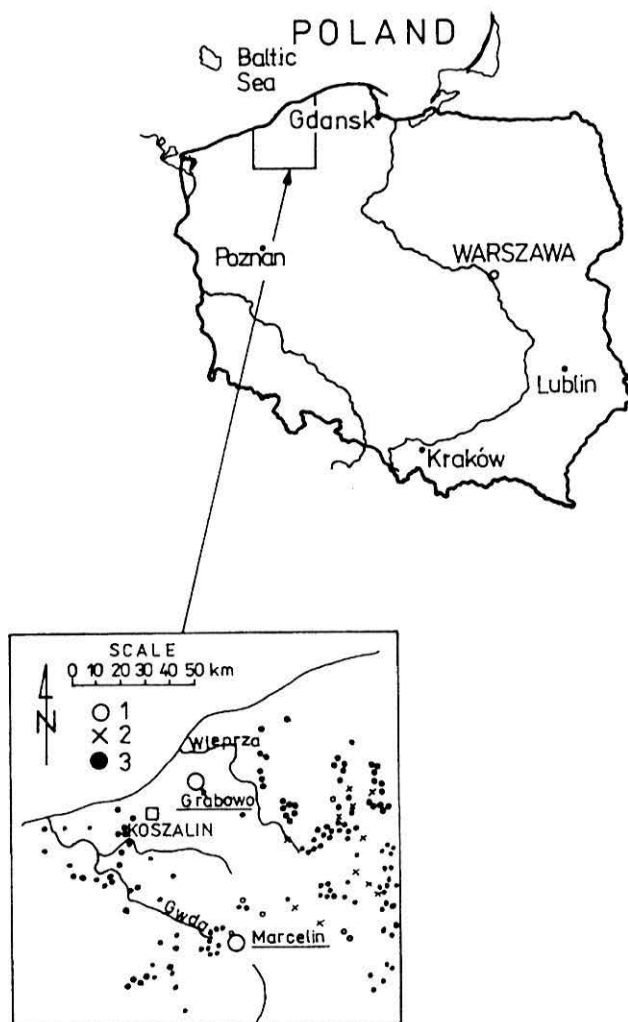 POLAND
Baltic
Sea
Gdansk
Poznan
WARSZAWA
Lublin
Kraków
SCALE
0 10 20 30 40 50 km
N
1
2
3
Wieprza
Grabowo
KOSZALIN
Gwda
Marcelin